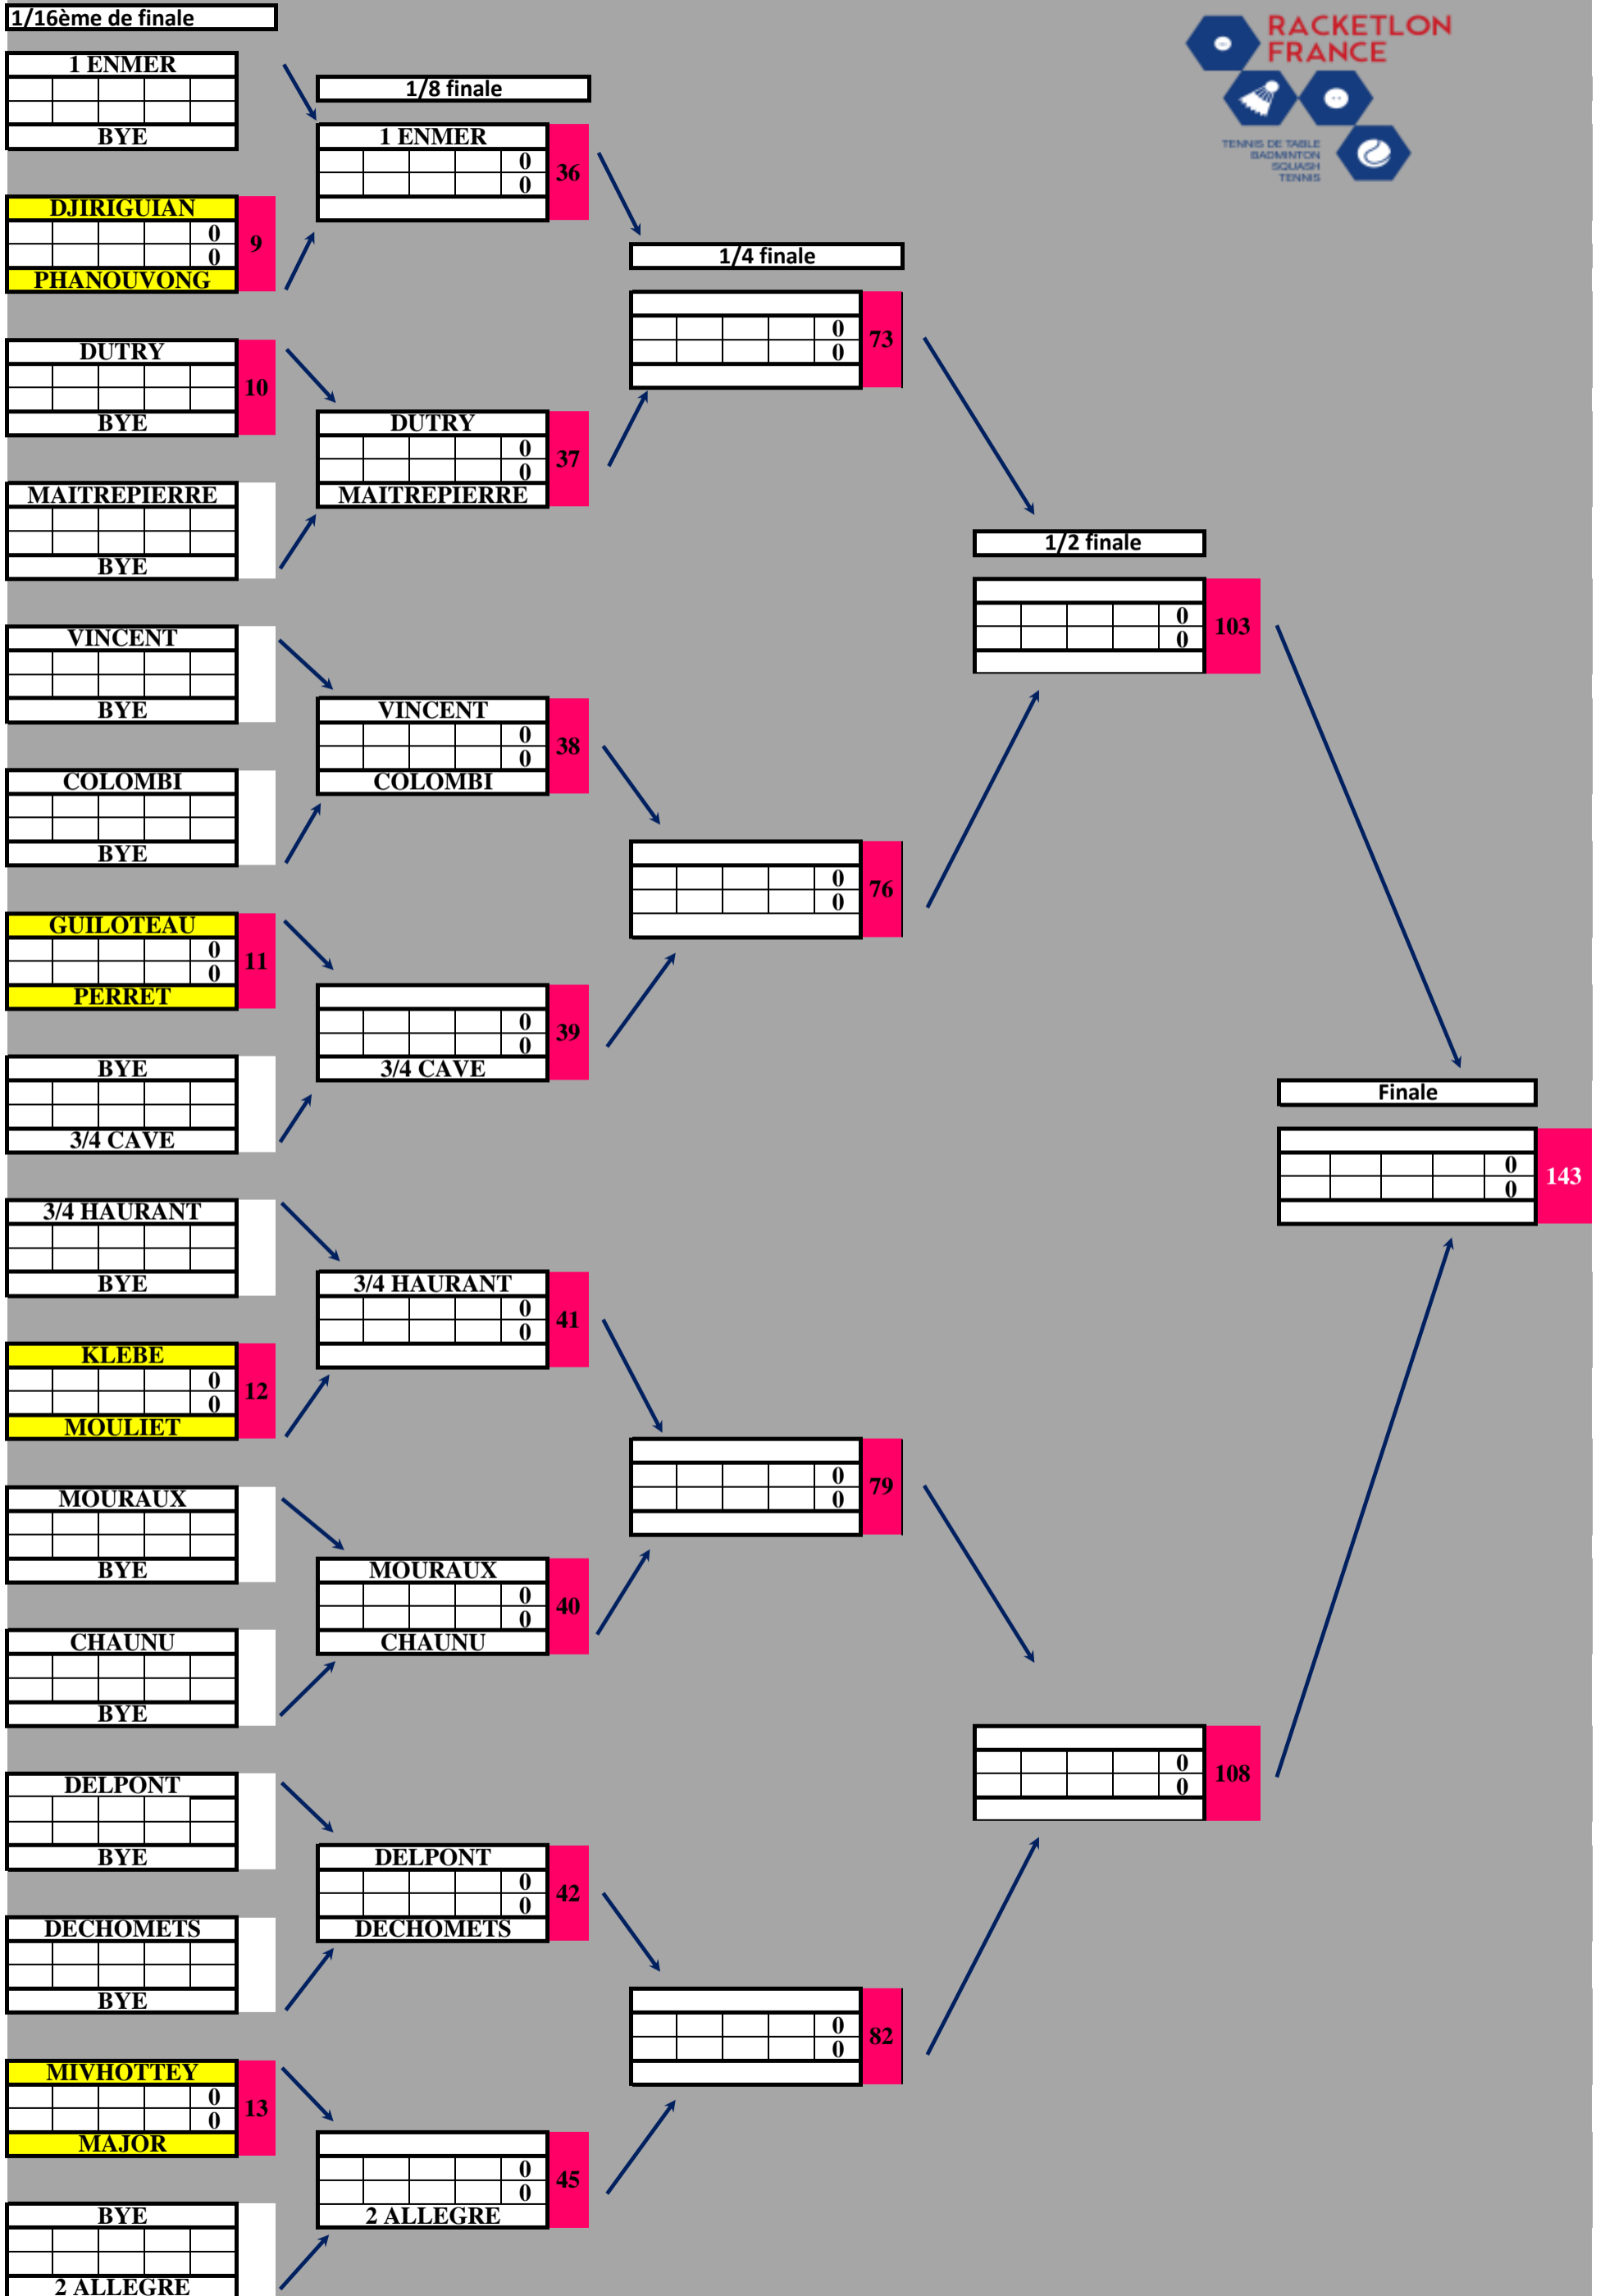 1/16ème de finale
1 ENMER
BYE
DJIRIGUIAN
0
0
9
PHANOUVONG
DUTRY
10
BYE
MAITREPIERRE
BYE
VINCENT
BYE
COLOMBI
BYE
GUILOTEAU
0
0
11
PERRET
BYE
3/4 CAVE
3/4 HAURANT
BYE
KLEBE
0
0
12
MOULIET
MOURAUX
BYE
CHAUNU
BYE
DELPONT
BYE
DECHOMETS
BYE
MIVHOTTEY
0
0
13
MAJOR
BYE
2 ALLEGRE
1/8 finale
1 ENMER
0
0
36
DUTRY
0
0
37
MAITREPIERRE
VINCENT
0
0
38
COLOMBI
0
0
39
3/4 CAVE
3/4 HAURANT
0
0
41
MOURAUX
0
0
40
CHAUNU
DELPONT
0
0
42
DECHOMETS
0
0
45
2 ALLEGRE
1/4 finale
0
0
73
0
0
76
0
0
79
0
0
82
1/2 finale
0
0
103
0
0
108
Finale
0
0
143
RACKETLON
FRANCE
TENNIS DE TABLE
BADMINTON
SQUASH
TENNIS